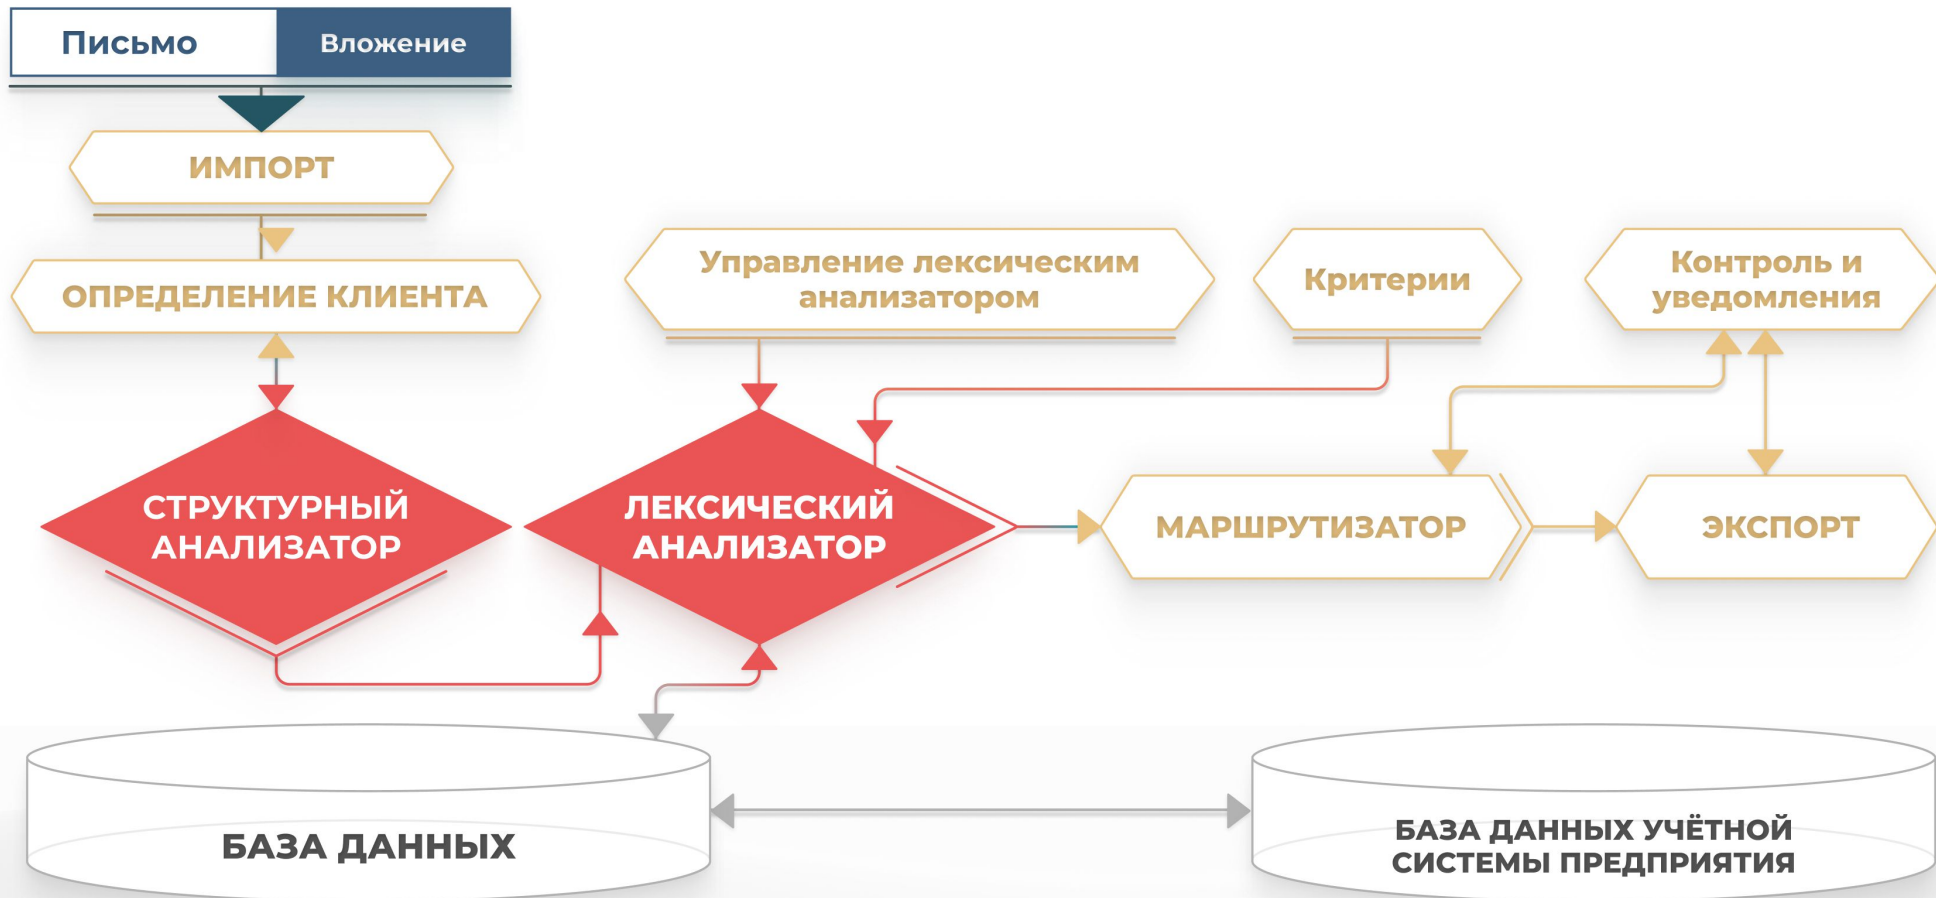 Письмо
Вложение
ИМПОРТ
ОПРЕДЕЛЕНИЕ КЛИЕНТА
Управление лексическим
анализатором
Критерии
Контроль и
уведомления
СТРУКТУРНЫЙ
АНАЛИЗАТОР
ЛЕКСИЧЕСКИЙ
АНАЛИЗАТОР
МАРШРУТИЗАТОР
ЭКСПОРТ
БАЗА ДАННЫХ
БАЗА ДАННЫХ УЧЁТНОЙ
СИСТЕМЫ ПРЕДПРИЯТИЯ